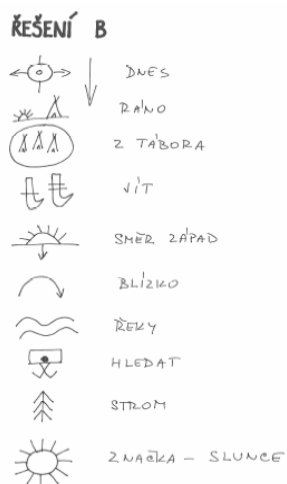 ŘEŠENÍ B
DNES
RÁNO
Z TÁBORA
JÍT
SMĚR ZÁPAD
BLÍZKO
ŘEKY
HLEDAT
STROM
ZNAČKA - SLUNCE